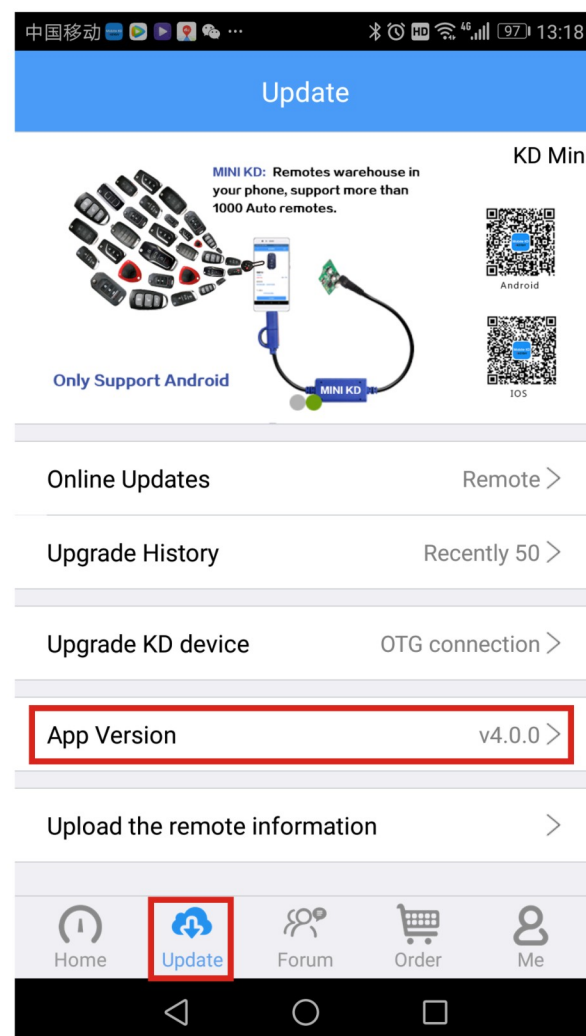 中国移动 ... HD 46 97 13:18
Update
KD Min
MINI KD: Remotes warehouse in
your phone, support more than
1000 Auto remotes.
Android
Only Support Android
MINI KD
IOS
Online Updates Remote >
Upgrade History Recently 50 >
Upgrade KD device OTG connection >
App Version v4.0.0 >
Upload the remote information >
Home Update Forum Order Me